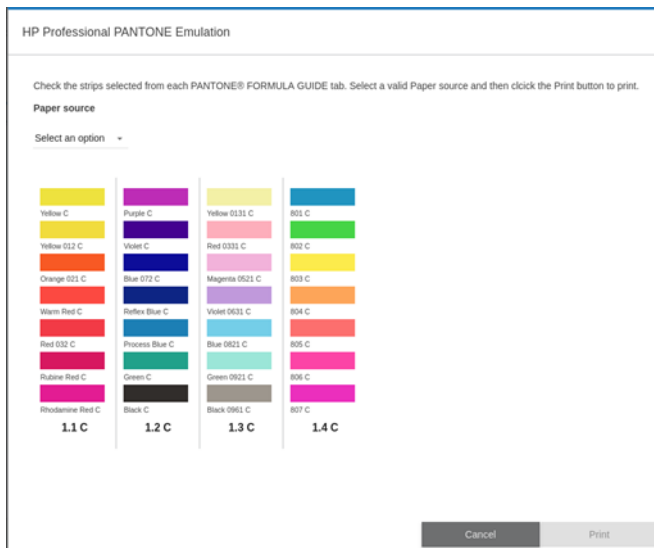 HP Professional PANTONE Emulation
Check the strips selected from each PANTONE® FORMULA GUIDE tab. Select a valid Paper source and then clcick the Print button to print.
Paper source
Select an option
Yellow C
Yellow 012 C
Orange 021 C
Warm Red C
Red 032 C
Rubine Red C
Rhodamine Red C
1.1 C
Purple C
Violet C
Blue 072 C
Reflex Blue C
Process Blue C
Green C
Black C
1.2 C
Yellow 0131 C
Red 0331 C
Magenta 0521 C
Violet 0631 C
Blue 0821 C
Green 0921 C
Black 0961 C
1.3 C
801 C
802 C
803 C
804 C
805 C
806 C
807 C
1.4 C
Cancel
Print